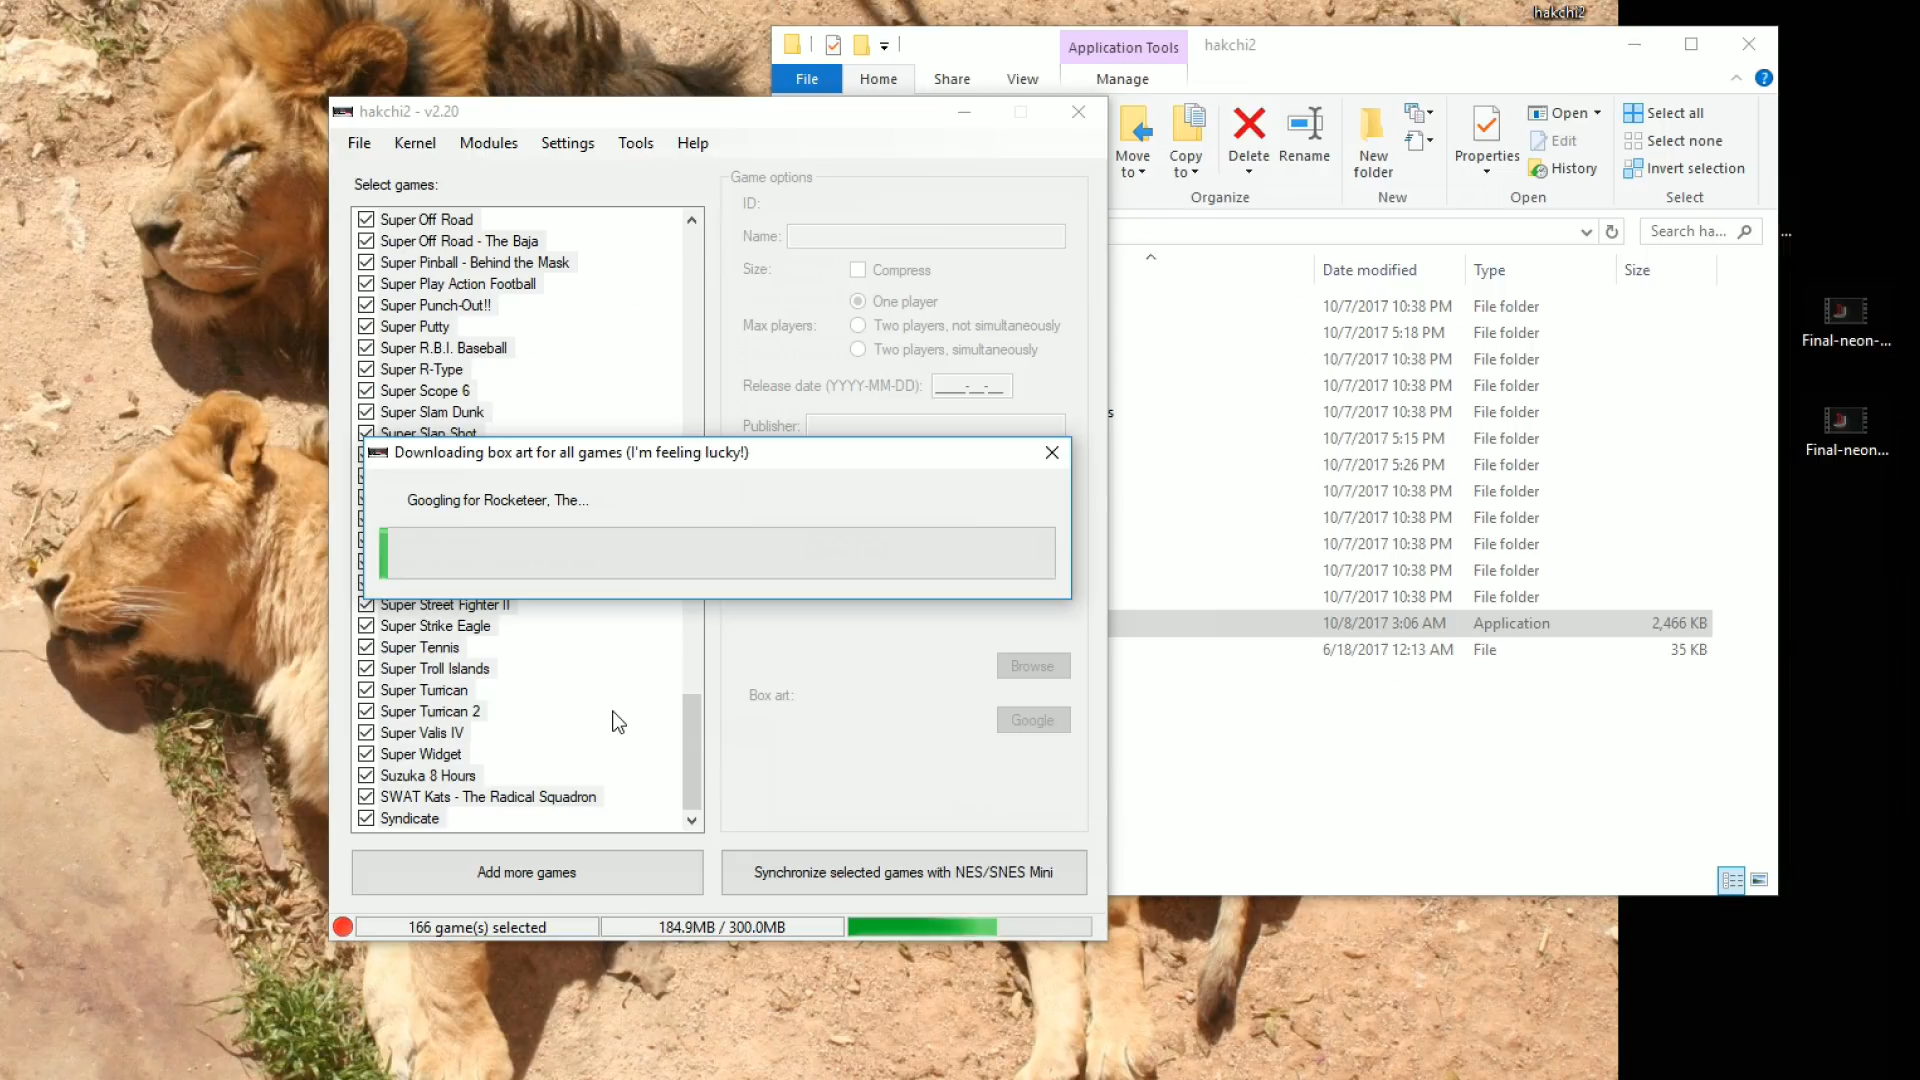 hakchi2
Application Tools
hakchi2
File
Home
Share
View
Manage
Move to
Copy to
Delete
Rename
New folder
Properties
Open
Edit
History
Select all
Select none
Invert selection
Organize
New
Open
Select
Search ha...
...
Date modified
Type
Size
10/7/2017 10:38 PM File folder
10/7/2017 5:18 PM File folder
10/7/2017 10:38 PM File folder
10/7/2017 10:38 PM File folder
s 10/7/2017 10:38 PM File folder
10/7/2017 5:15 PM File folder
10/7/2017 5:26 PM File folder
10/7/2017 10:38 PM File folder
10/7/2017 10:38 PM File folder
10/7/2017 10:38 PM File folder
10/7/2017 10:38 PM File folder
10/7/2017 10:38 PM File folder
10/8/2017 3:06 AM Application 2,466 KB
6/18/2017 12:13 AM File 35 KB
Final-neon-...
Final-neon...
hakchi2 - v2.20
File Kernel Modules Settings Tools Help
Select games:
Super Off Road
Super Off Road - The Baja
Super Pinball - Behind the Mask
Super Play Action Football
Super Punch-Out!!
Super Putty
Super R.B.I. Baseball
Super R-Type
Super Scope 6
Super Slam Dunk
Super Slap Shot
Super Street Fighter II
Super Strike Eagle
Super Tennis
Super Troll Islands
Super Turrican
Super Turrican 2
Super Valis IV
Super Widget
Suzuka 8 Hours
SWAT Kats - The Radical Squadron
Syndicate
Game options
ID:
Name:
Size:
Compress
Max players:
One player
Two players, not simultaneously
Two players, simultaneously
Release date (YYYY-MM-DD): ____-__-__
Publisher:
Downloading box art for all games (I'm feeling lucky!)
Googling for Rocketeer, The...
Box art:
Browse
Google
Add more games
Synchronize selected games with NES/SNES Mini
166 game(s) selected
184.9MB / 300.0MB